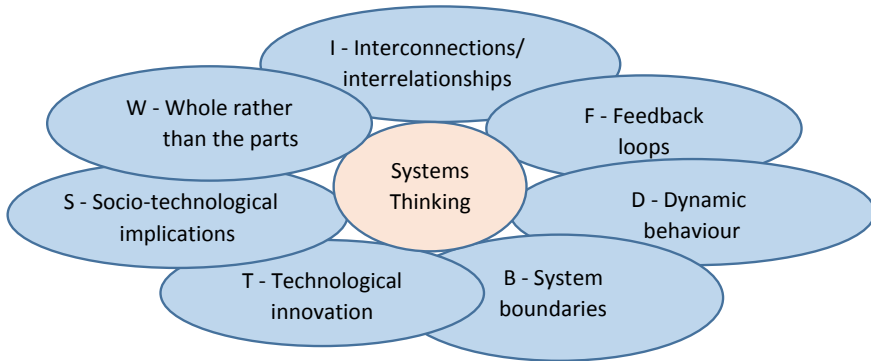 I - Interconnections/
interrelationships
W - Whole rather
than the parts
F - Feedback
loops
Systems
Thinking
S - Socio-technological
implications
D - Dynamic
behaviour
T - Technological
innovation
B - System
boundaries